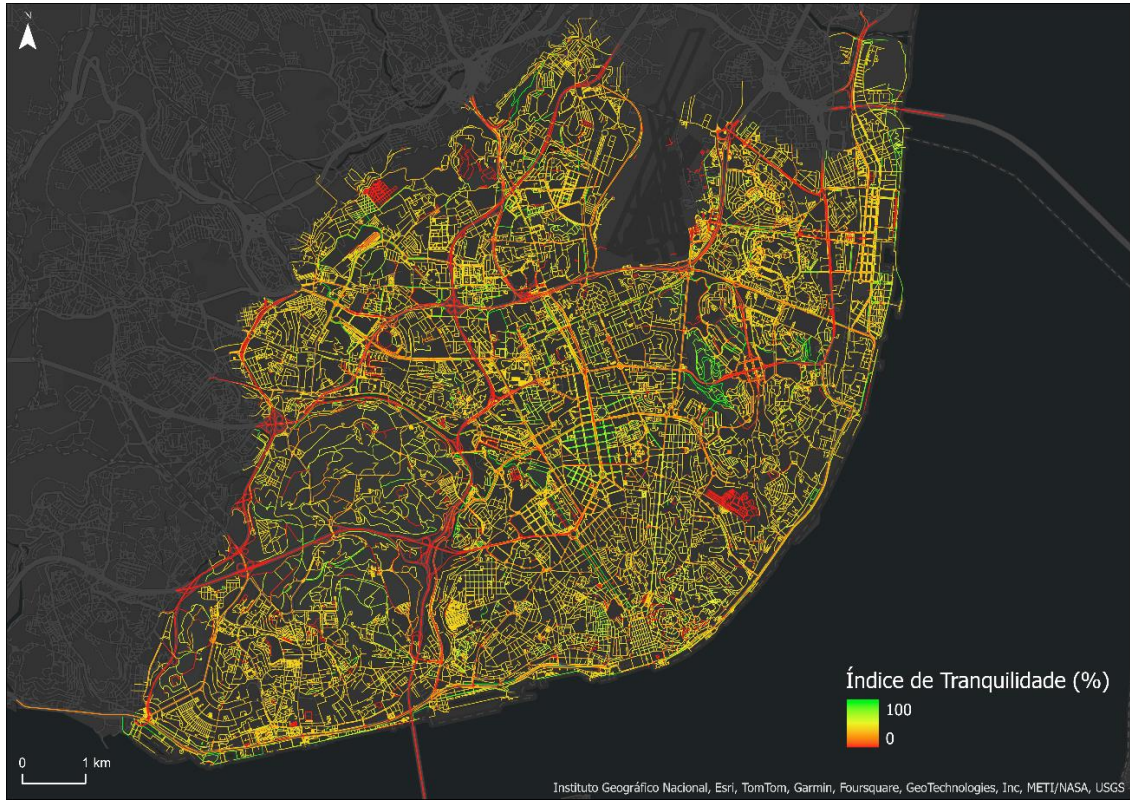 N
Índice de Tranquilidade (%)
100
0
0 1 km
Instituto Geográfico Nacional, Esri, TomTom, Garmin, Foursquare, GeoTechnologies, Inc, METI/NASA, USGS